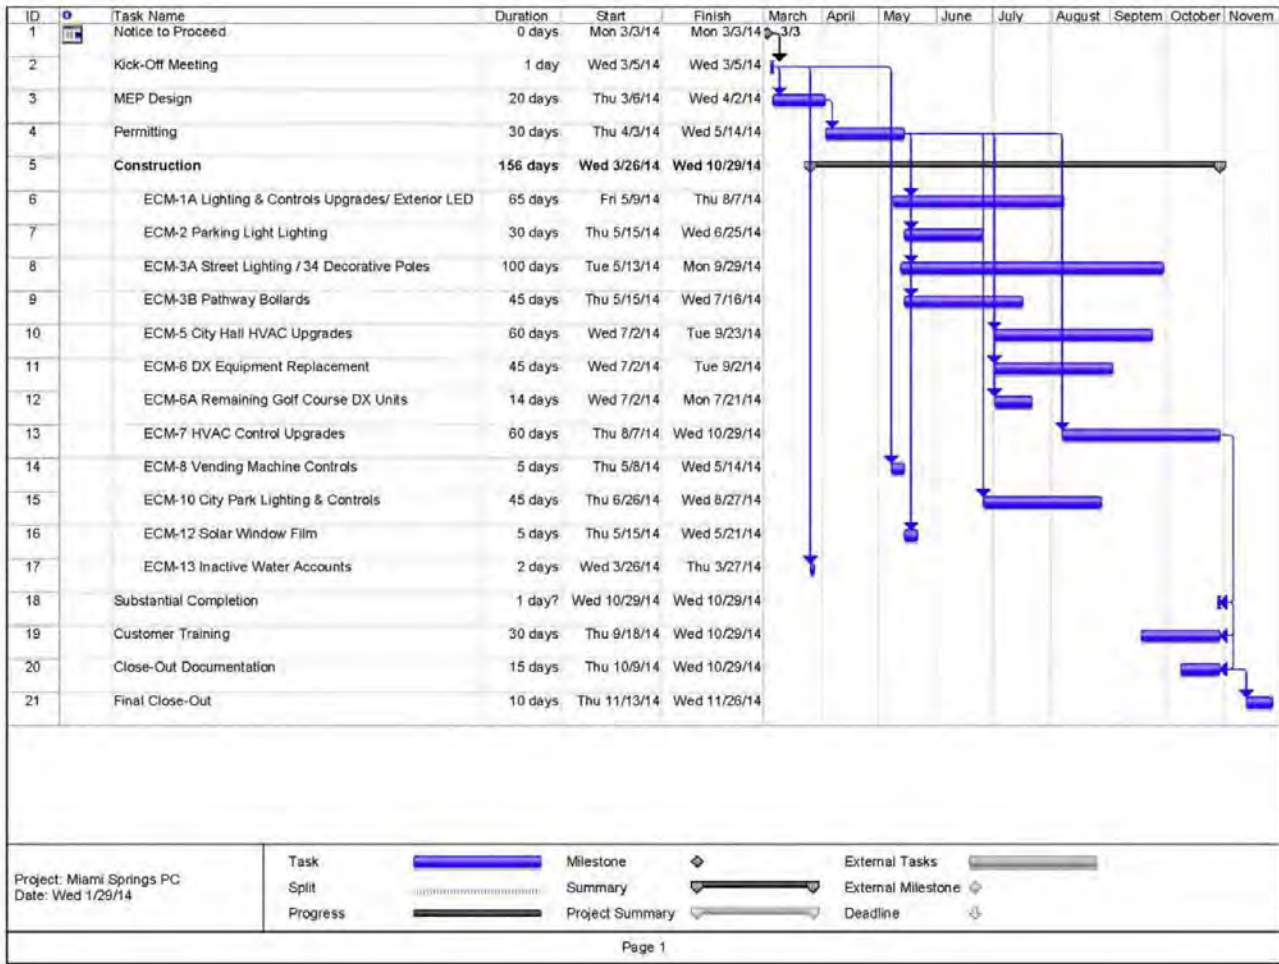 ID Task Name Duration Start Finish March April May June July August Septem October Novem
1 Notice to Proceed 0 days Mon 3/3/14 Mon 3/3/14 3/3
2 Kick-Off Meeting 1 day Wed 3/5/14 Wed 3/5/14
3 MEP Design 20 days Thu 3/6/14 Wed 4/2/14
4 Permitting 30 days Thu 4/3/14 Wed 5/14/14
5 Construction 156 days Wed 3/26/14 Wed 10/29/14
6 ECM-1A Lighting & Controls Upgrades/ Exterior LED 65 days Fri 5/9/14 Thu 8/7/14
7 ECM-2 Parking Light Lighting 30 days Thu 5/15/14 Wed 6/25/14
8 ECM-3A Street Lighting / 34 Decorative Poles 100 days Tue 5/13/14 Mon 9/29/14
9 ECM-3B Pathway Bollards 45 days Thu 5/15/14 Wed 7/16/14
10 ECM-5 City Hall HVAC Upgrades 60 days Wed 7/2/14 Tue 9/23/14
11 ECM-6 DX Equipment Replacement 45 days Wed 7/2/14 Tue 9/2/14
12 ECM-6A Remaining Golf Course DX Units 14 days Wed 7/2/14 Mon 7/21/14
13 ECM-7 HVAC Control Upgrades 60 days Thu 8/7/14 Wed 10/29/14
14 ECM-8 Vending Machine Controls 5 days Thu 5/8/14 Wed 5/14/14
15 ECM-10 City Park Lighting & Controls 45 days Thu 6/26/14 Wed 8/27/14
16 ECM-12 Solar Window Film 5 days Thu 5/15/14 Wed 5/21/14
17 ECM-13 Inactive Water Accounts 2 days Wed 3/26/14 Thu 3/27/14
18 Substantial Completion 1 day? Wed 10/29/14 Wed 10/29/14
19 Customer Training 30 days Thu 9/18/14 Wed 10/29/14
20 Close-Out Documentation 15 days Thu 10/9/14 Wed 10/29/14
21 Final Close-Out 10 days Thu 11/13/14 Wed 11/26/14
Project: Miami Springs PC
Date: Wed 1/29/14
Task Milestone External Tasks
Split Summary External Milestone
Progress Project Summary Deadline
Page 1